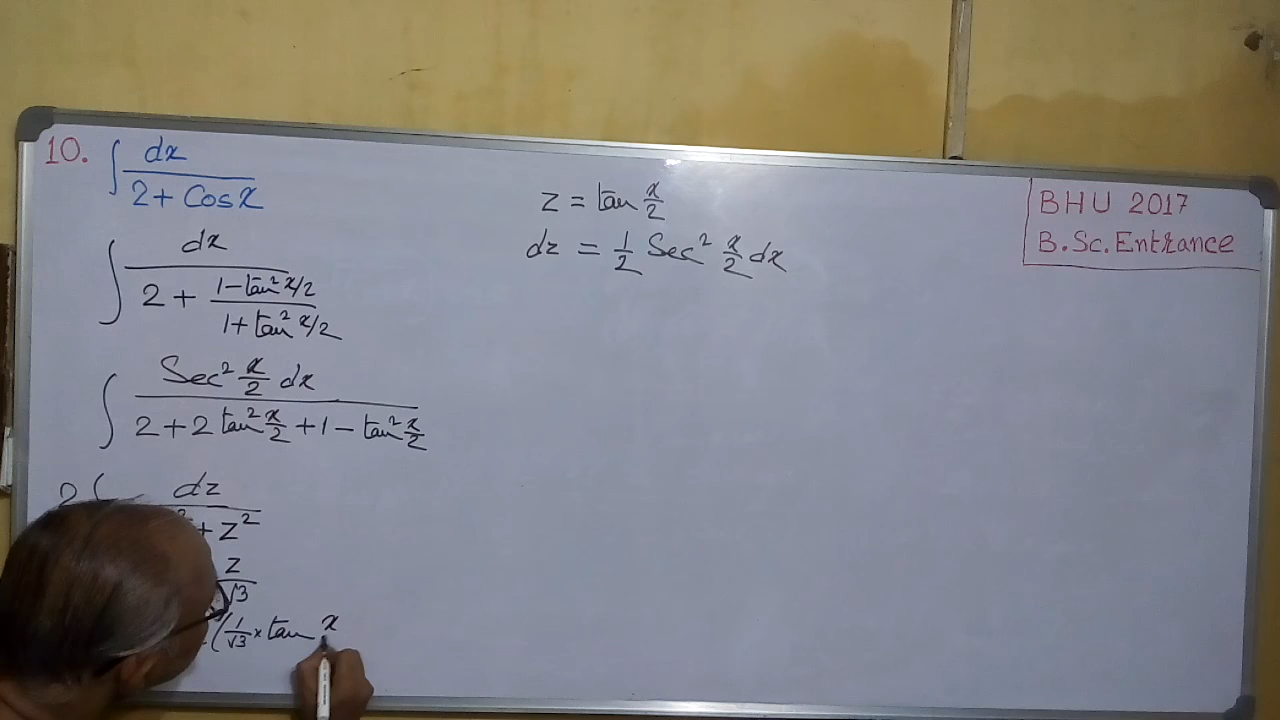 10. ∫ dx / (2 + Cos x)
∫ dx / (2 + (1 - tan² x/2) / (1 + tan² x/2))
∫ Sec² x/2 dx / (2 + 2 tan² x/2 + 1 - tan² x/2)
2 ∫ dz / ( ² + z²)
z / √3
(1/√3 × tan x
z = tan x/2
dz = 1/2 Sec² x/2 dx
BHU 2017
B.Sc. Entrance